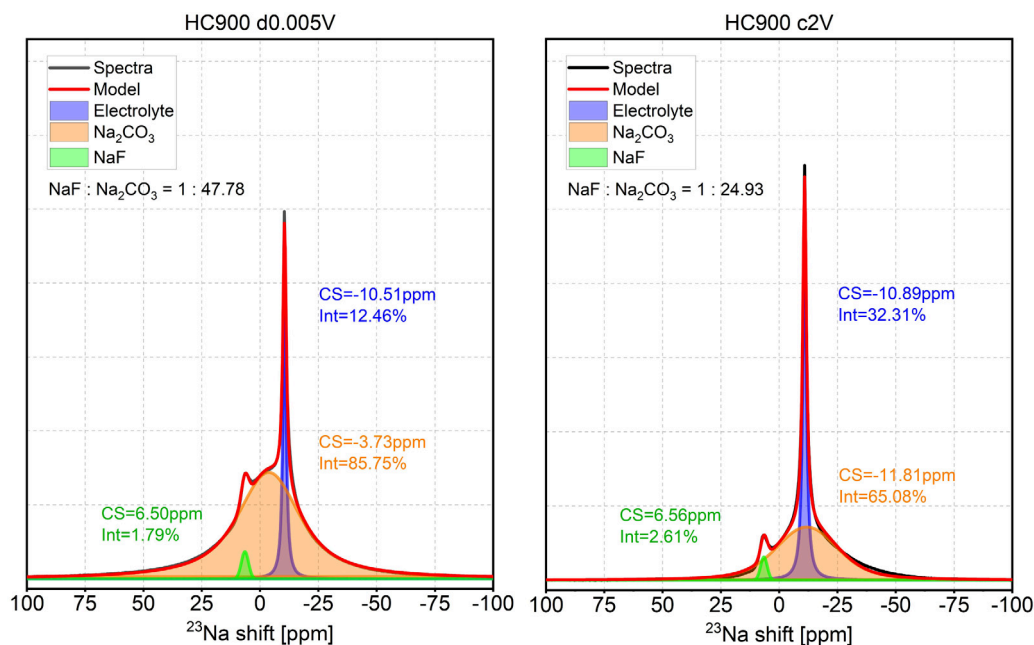 HC900 d0.005V
Spectra
Model
Electrolyte
Na₂CO₃
NaF
NaF : Na₂CO₃ = 1 : 47.78
CS=-10.51ppm
Int=12.46%
CS=-3.73ppm
Int=85.75%
CS=6.50ppm
Int=1.79%
100 75 50 25 0 -25 -50 -75 -100
²³Na shift [ppm]
HC900 c2V
Spectra
Model
Electrolyte
Na₂CO₃
NaF
NaF : Na₂CO₃ = 1 : 24.93
CS=-10.89ppm
Int=32.31%
CS=-11.81ppm
Int=65.08%
CS=6.56ppm
Int=2.61%
100 75 50 25 0 -25 -50 -75 -100
²³Na shift [ppm]